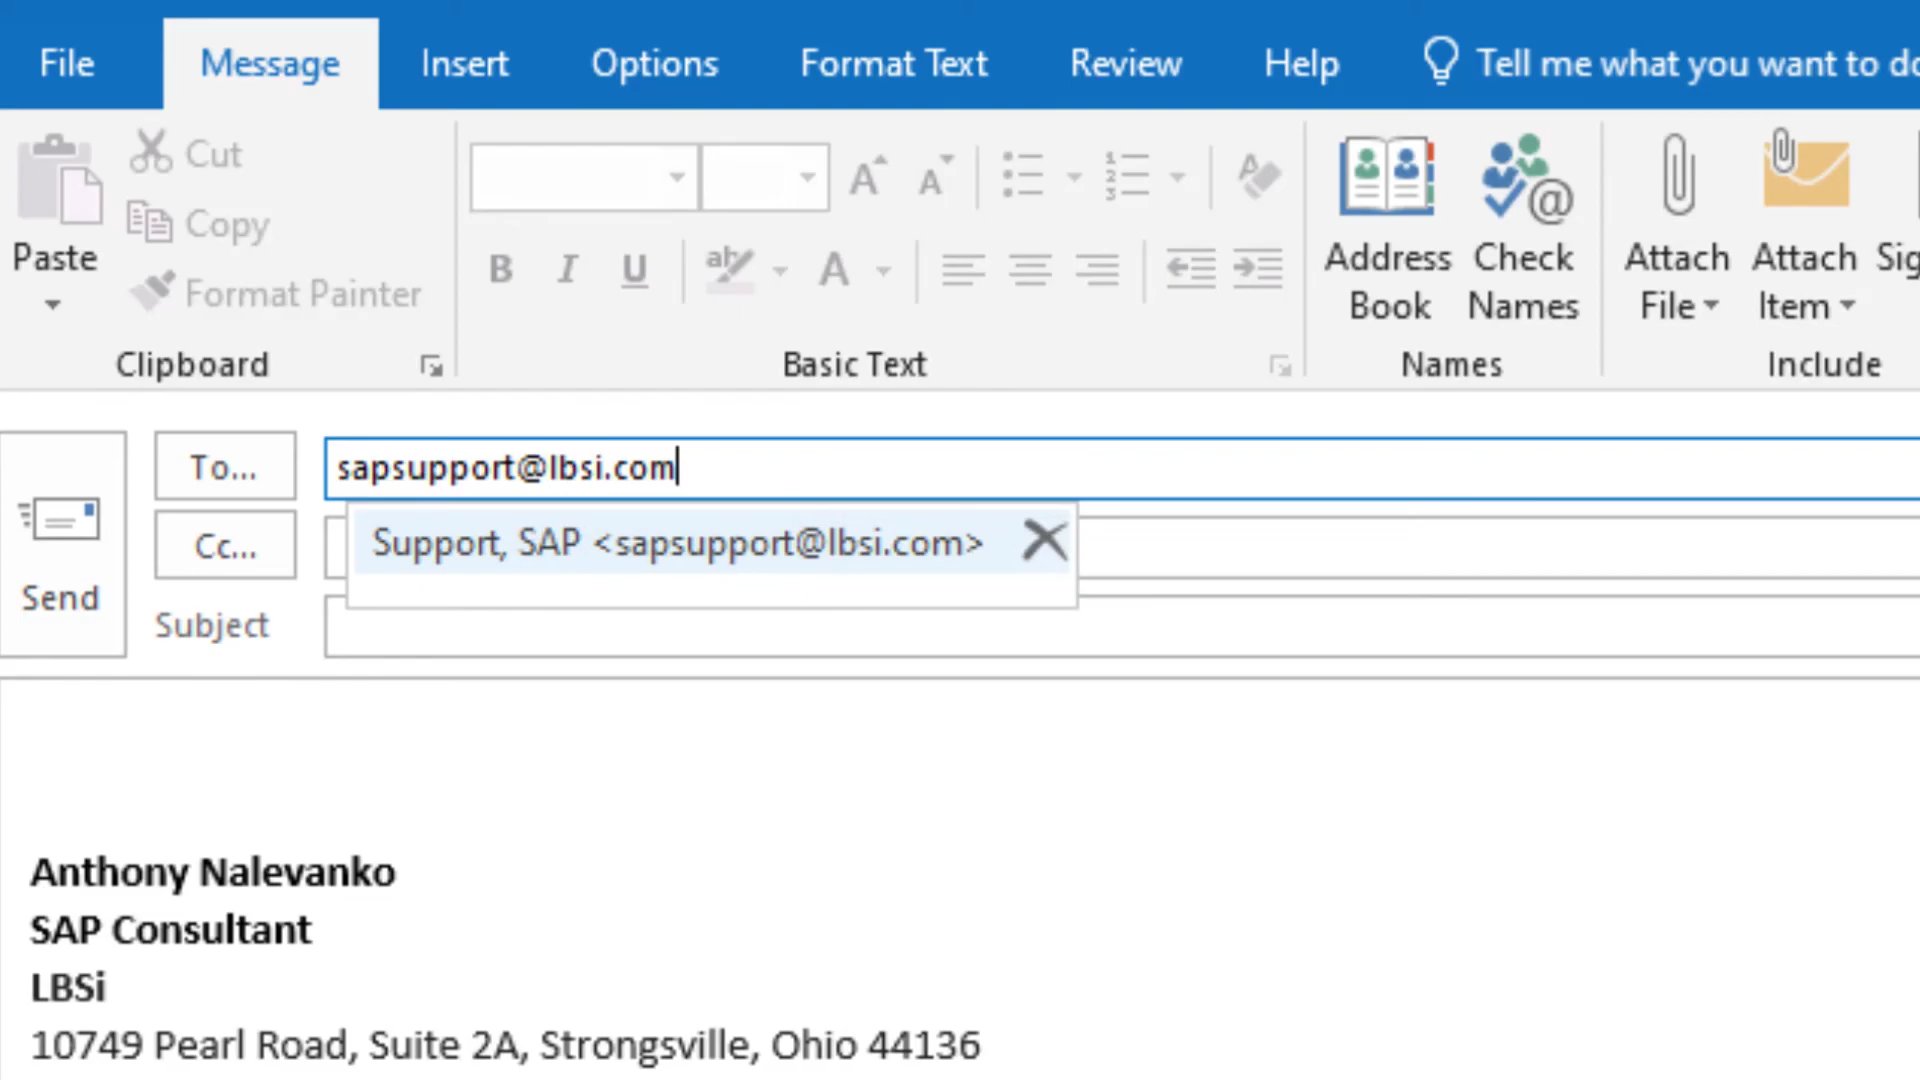 File Message Insert Options Format Text Review Help Tell me what you want to do
Cut
Copy
Format Painter
Paste
Clipboard
B I U ab A
Basic Text
Address Book
Check Names
Names
Attach File
Attach Item
Include
To... sapsupport@lbsi.com
Support, SAP <sapsupport@lbsi.com>
Cc...
Send
Subject
Anthony Nalevanko
SAP Consultant
LBSi
10749 Pearl Road, Suite 2A, Strongsville, Ohio 44136